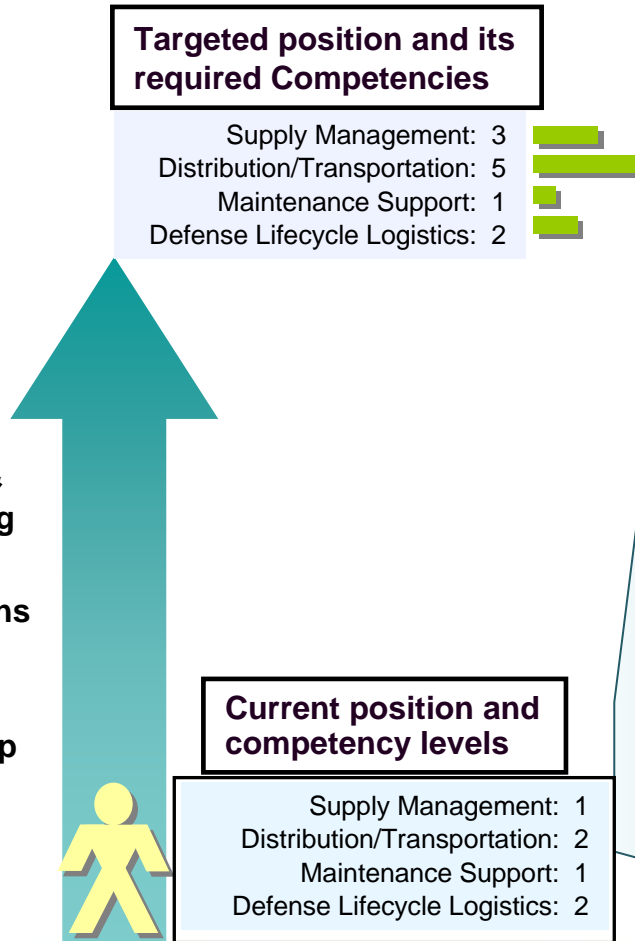 Targeted position and its
required Competencies
Supply Management: 3
Distribution/Transportation: 5
Maintenance Support: 1
Defense Lifecycle Logistics: 2
Current position and
competency levels
Supply Management: 1
Distribution/Transportation: 2
Maintenance Support: 1
Defense Lifecycle Logistics: 2